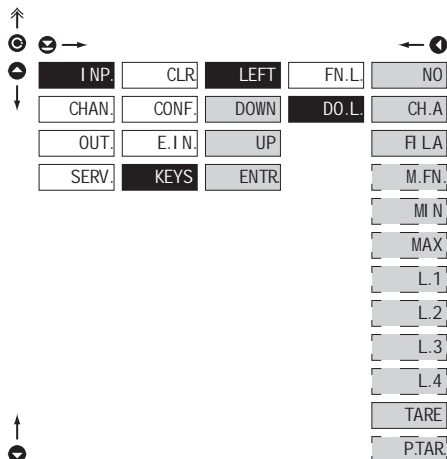 INP. CLR. LEFT FN.L. NO
CHAN. CONF. DOWN DO.L. CH.A
OUT. E.IN. UP FILA
SERV. KEYS ENTR. M.FN.
MIN
MAX
L.1
L.2
L.3
L.4
TARE
P.TAR.